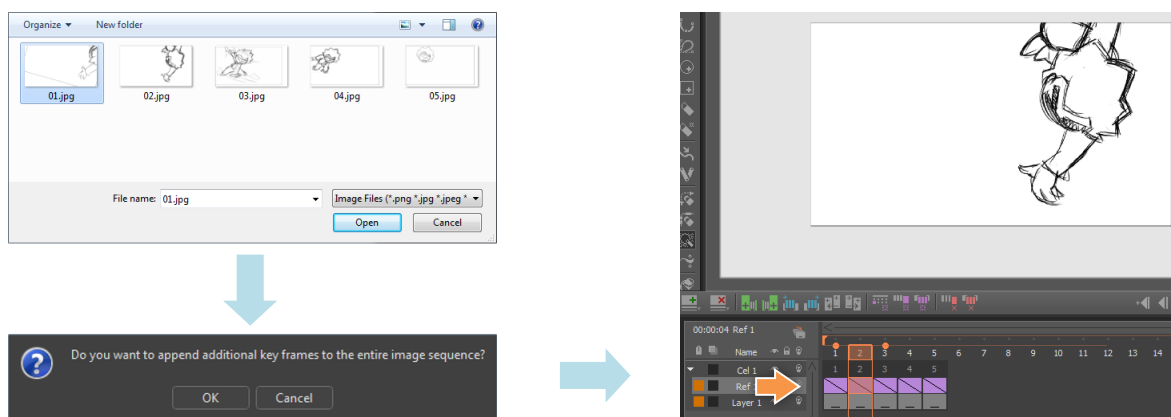 Organize
New folder
01.jpg
02.jpg
03.jpg
04.jpg
05.jpg
File name:
01.jpg
Image Files (*.png *.jpg *.jpeg *
Open
Cancel
Do you want to append additional key frames to the entire image sequence?
OK
Cancel
00:00:04 Ref 1
Name
1 2 3 4 5 6 7 8 9 10 11 12 13 14
Cel 1
1 2 3 4 5
Ref
Layer 1